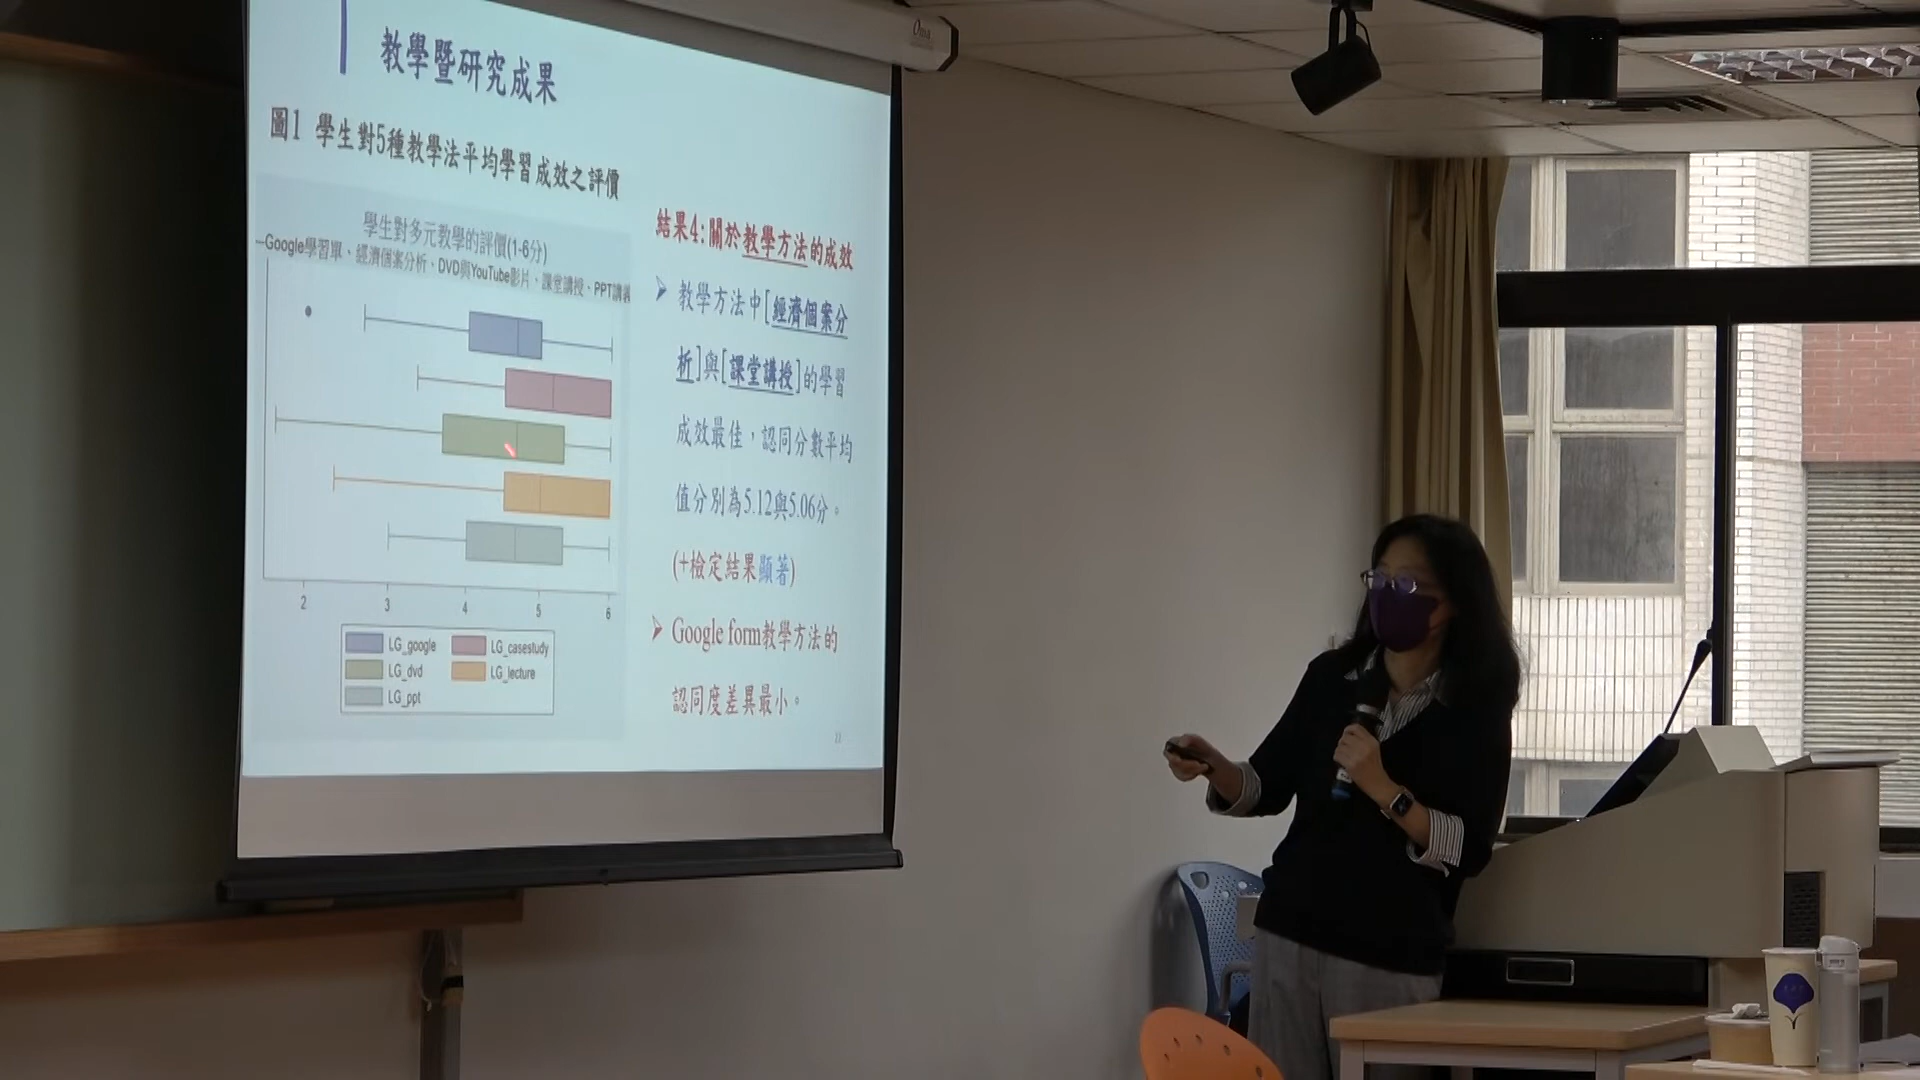 教學暨研究成果
圖1 學生對5種教學法平均學習成效之評價
學生對多元教學的評價(1-6分)
—Google學習單、經濟個案分析、DVD與YouTube影片、課堂講授、PPT講義
2 3 4 5 6
LG_google LG_casestudy
LG_dvd LG_lecture
LG_ppt
結果4:關於教學方法的成效
教學方法中[經濟個案分
析]與[課堂講授]的學習
成效最佳，認同分數平均
值分別為5.12與5.06分。
(+檢定結果顯著)
Google form教學方法的
認同度差異最小。